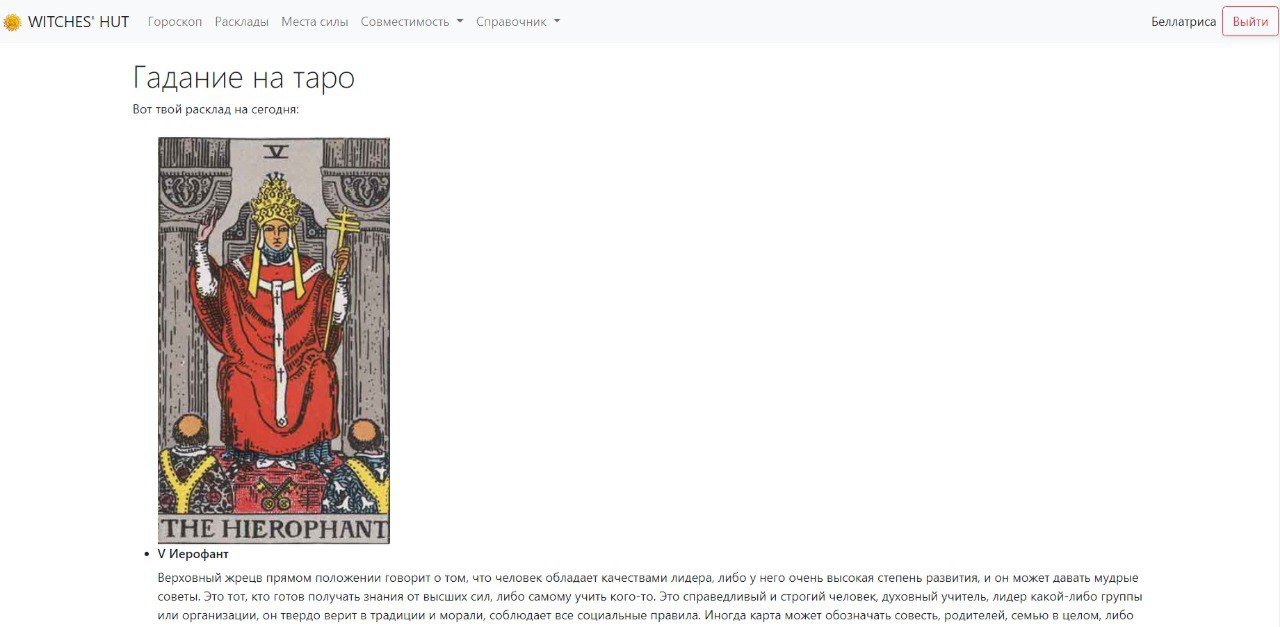 WITCHES' HUT Гороскоп Расклады Места силы Совместимость Справочник Беллатриса Выйти
Гадание на таро
Вот твой расклад на сегодня:
V
THE HIEROPHANT
• V Иерофант
Верховный жрецв прямом положении говорит о том, что человек обладает качествами лидера, либо у него очень высокая степень развития, и он может давать мудрые
советы. Это тот, кто готов получать знания от высших сил, либо самому учить кого-то. Это справедливый и строгий человек, духовный учитель, лидер какой-либо группы
или организации, он твердо верит в традиции и морали, соблюдает все социальные правила. Иногда карта может обозначать совесть, родителей, семью в целом, либо